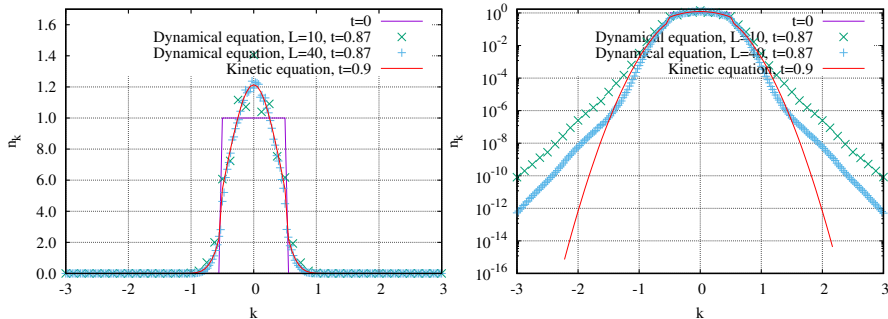 1.6
1.4
1.2
1.0
8.0
6.0
4.0
2.0
0.0
n_k
-3 -2 -1 0 1 2 3
k
t=0
Dynamical equation, L=10, t=0.87
Dynamical equation, L=40, t=0.87
Kinetic equation, t=0.9
10^0
10^-2
10^-4
10^-6
10^-8
10^-10
10^-12
10^-14
10^-16
n_k
-3 -2 -1 0 1 2 3
k
t=0
Dynamical equation, L=10, t=0.87
Dynamical equation, L=40, t=0.87
Kinetic equation, t=0.9